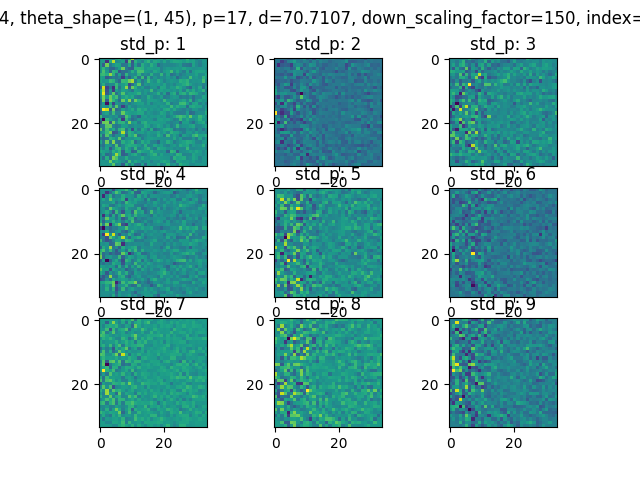 4, theta_shape=(1, 45), p=17, d=70.7107, down_scaling_factor=150, index=
std_p: 1 std_p: 2 std_p: 3
0 0 0
20 20 20
0 20 0 20 0 20
std_p: 4 std_p: 5 std_p: 6
0 0 0
20 20 20
0 20 0 20 0 20
std_p: 7 std_p: 8 std_p: 9
0 0 0
20 20 20
0 20 0 20 0 20